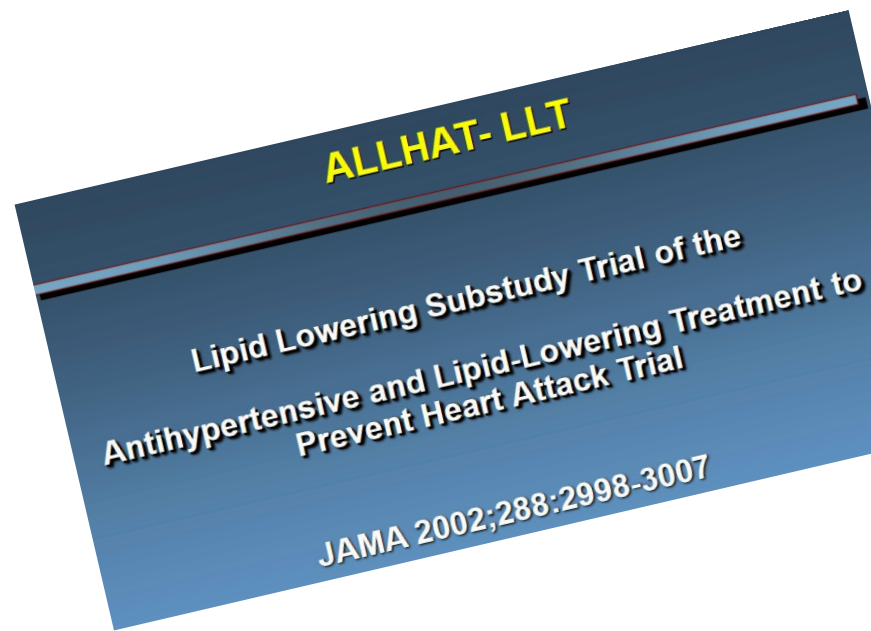 ALLHAT- LLT
Lipid Lowering Substudy Trial of the
Antihypertensive and Lipid-Lowering Treatment to
Prevent Heart Attack Trial
JAMA 2002;288:2998-3007